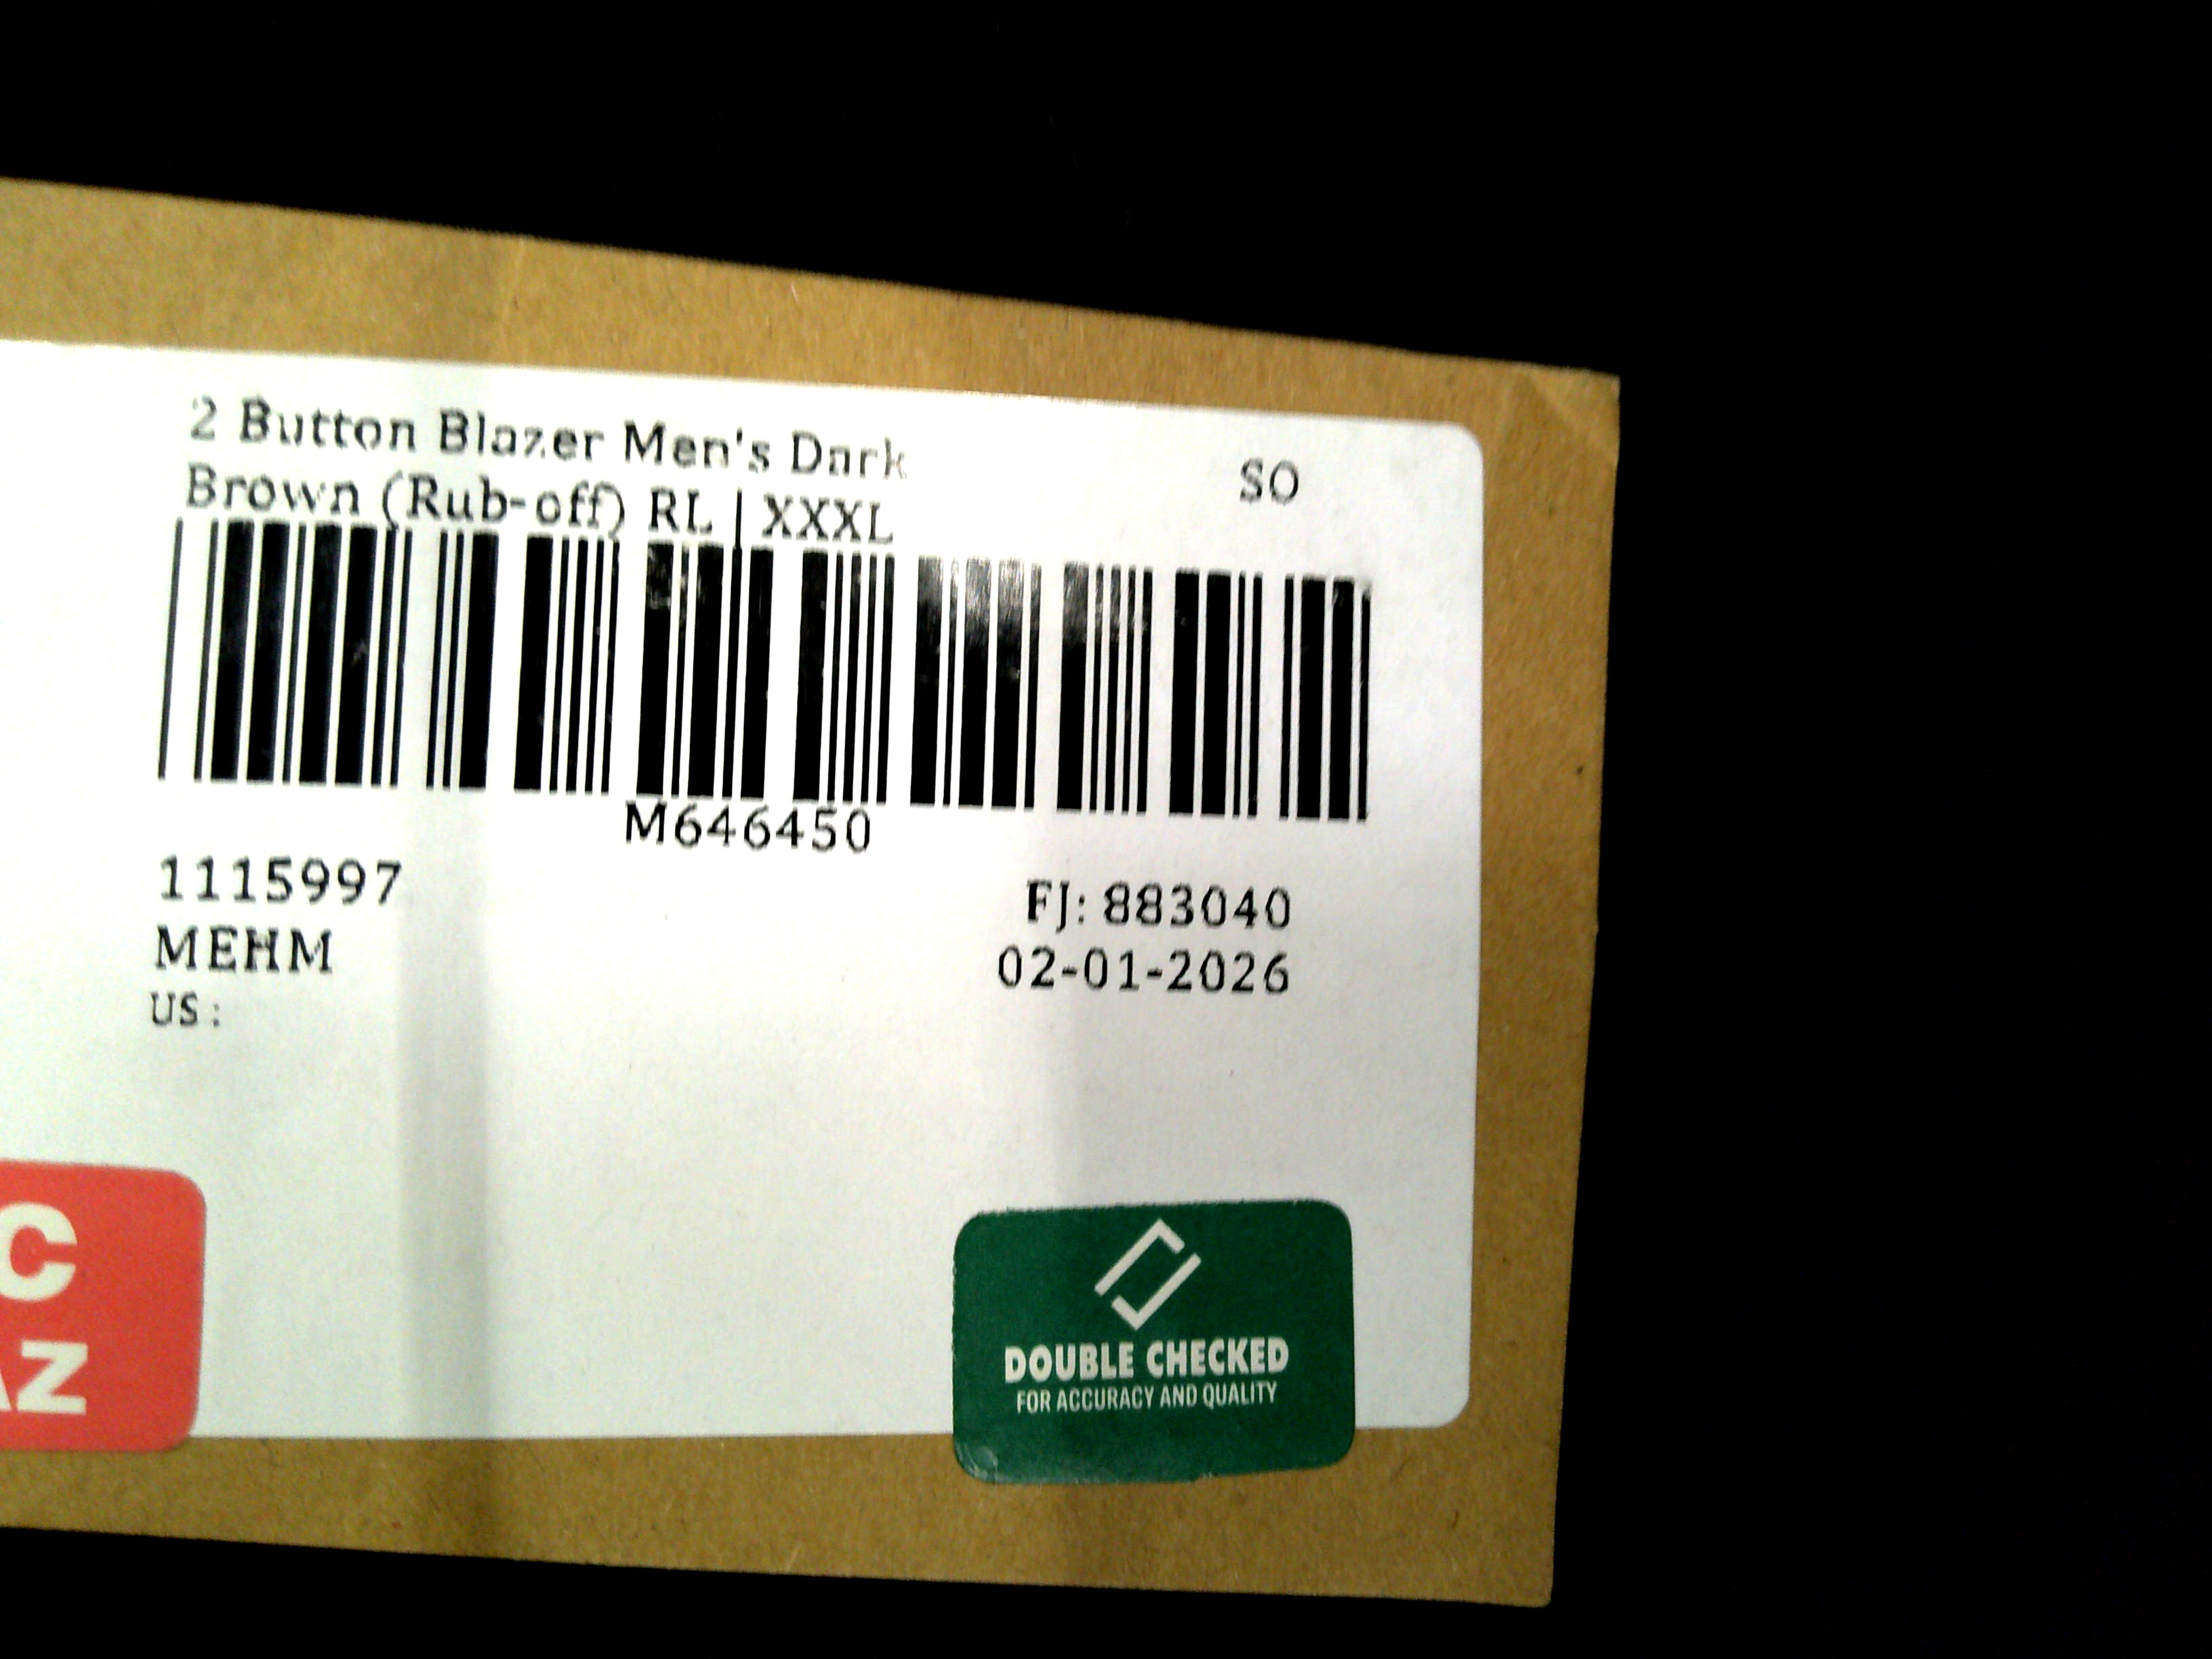 2 Button Blazer Men's Dark
Brown (Rub-off) RL | XXXL
SO
M646450
1115997
FJ: 883040
MEHM
02-01-2026
US:
C
AZ
DOUBLE CHECKED
FOR ACCURACY AND QUALITY